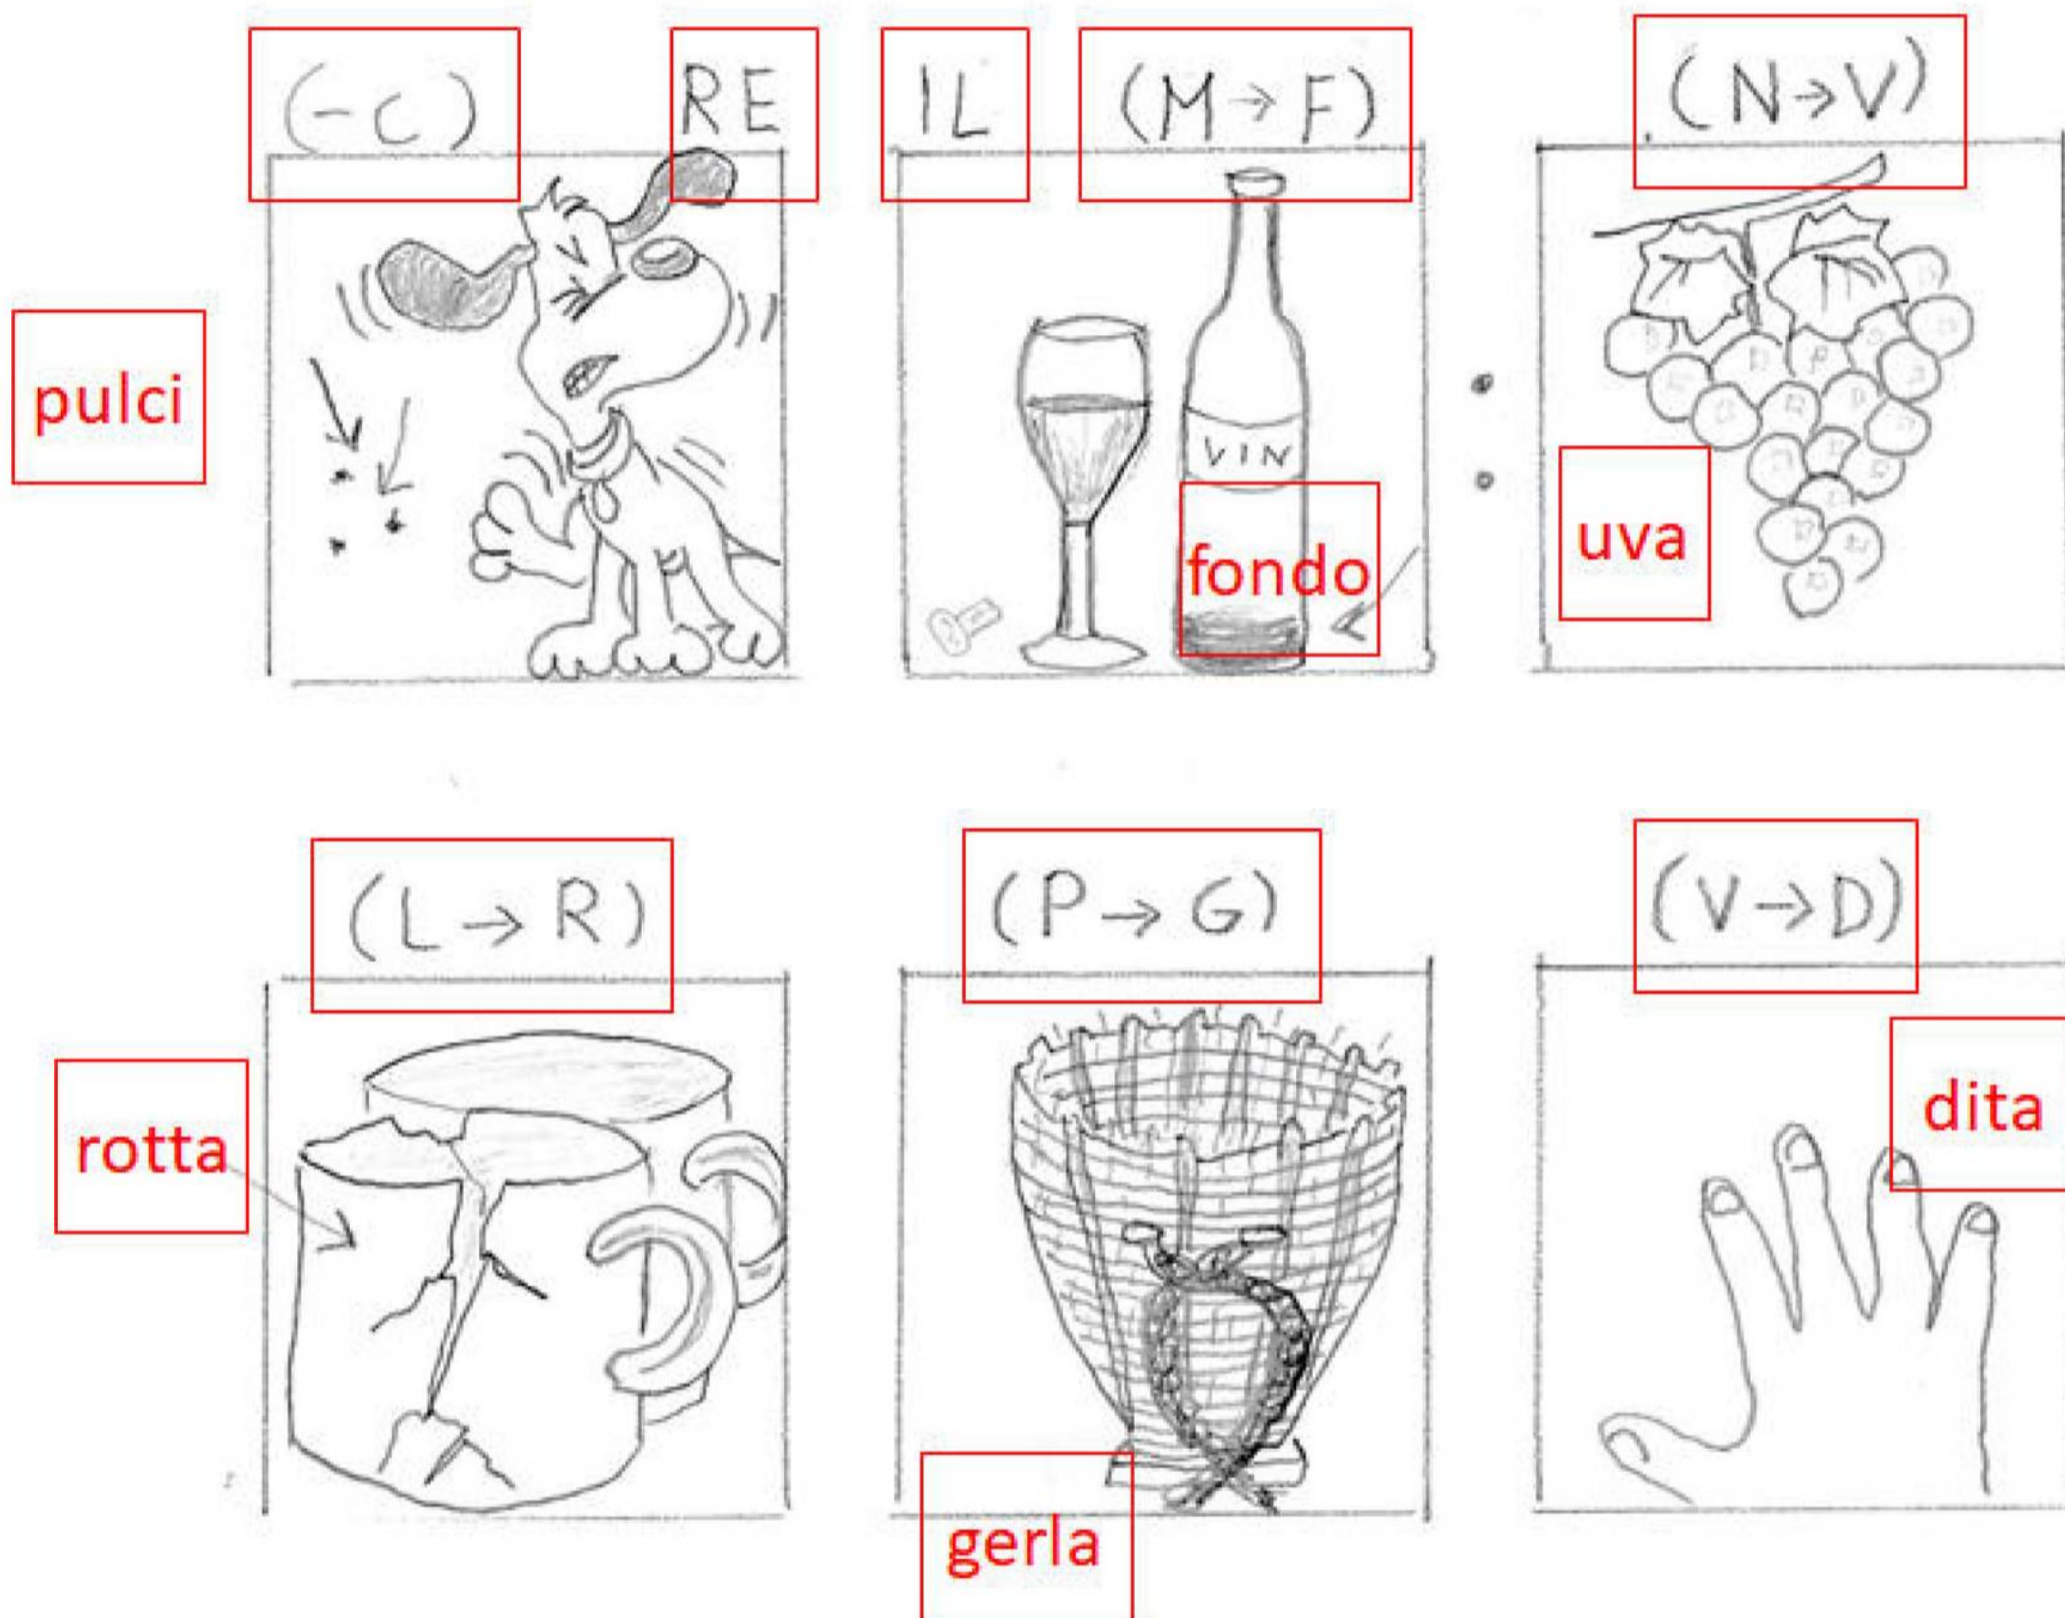 (-C) RE IL (M→F) (N→V)
pulci
VIN
fondo
uva
(L→R) (P→G) (V→D)
rotta
dita
gerla